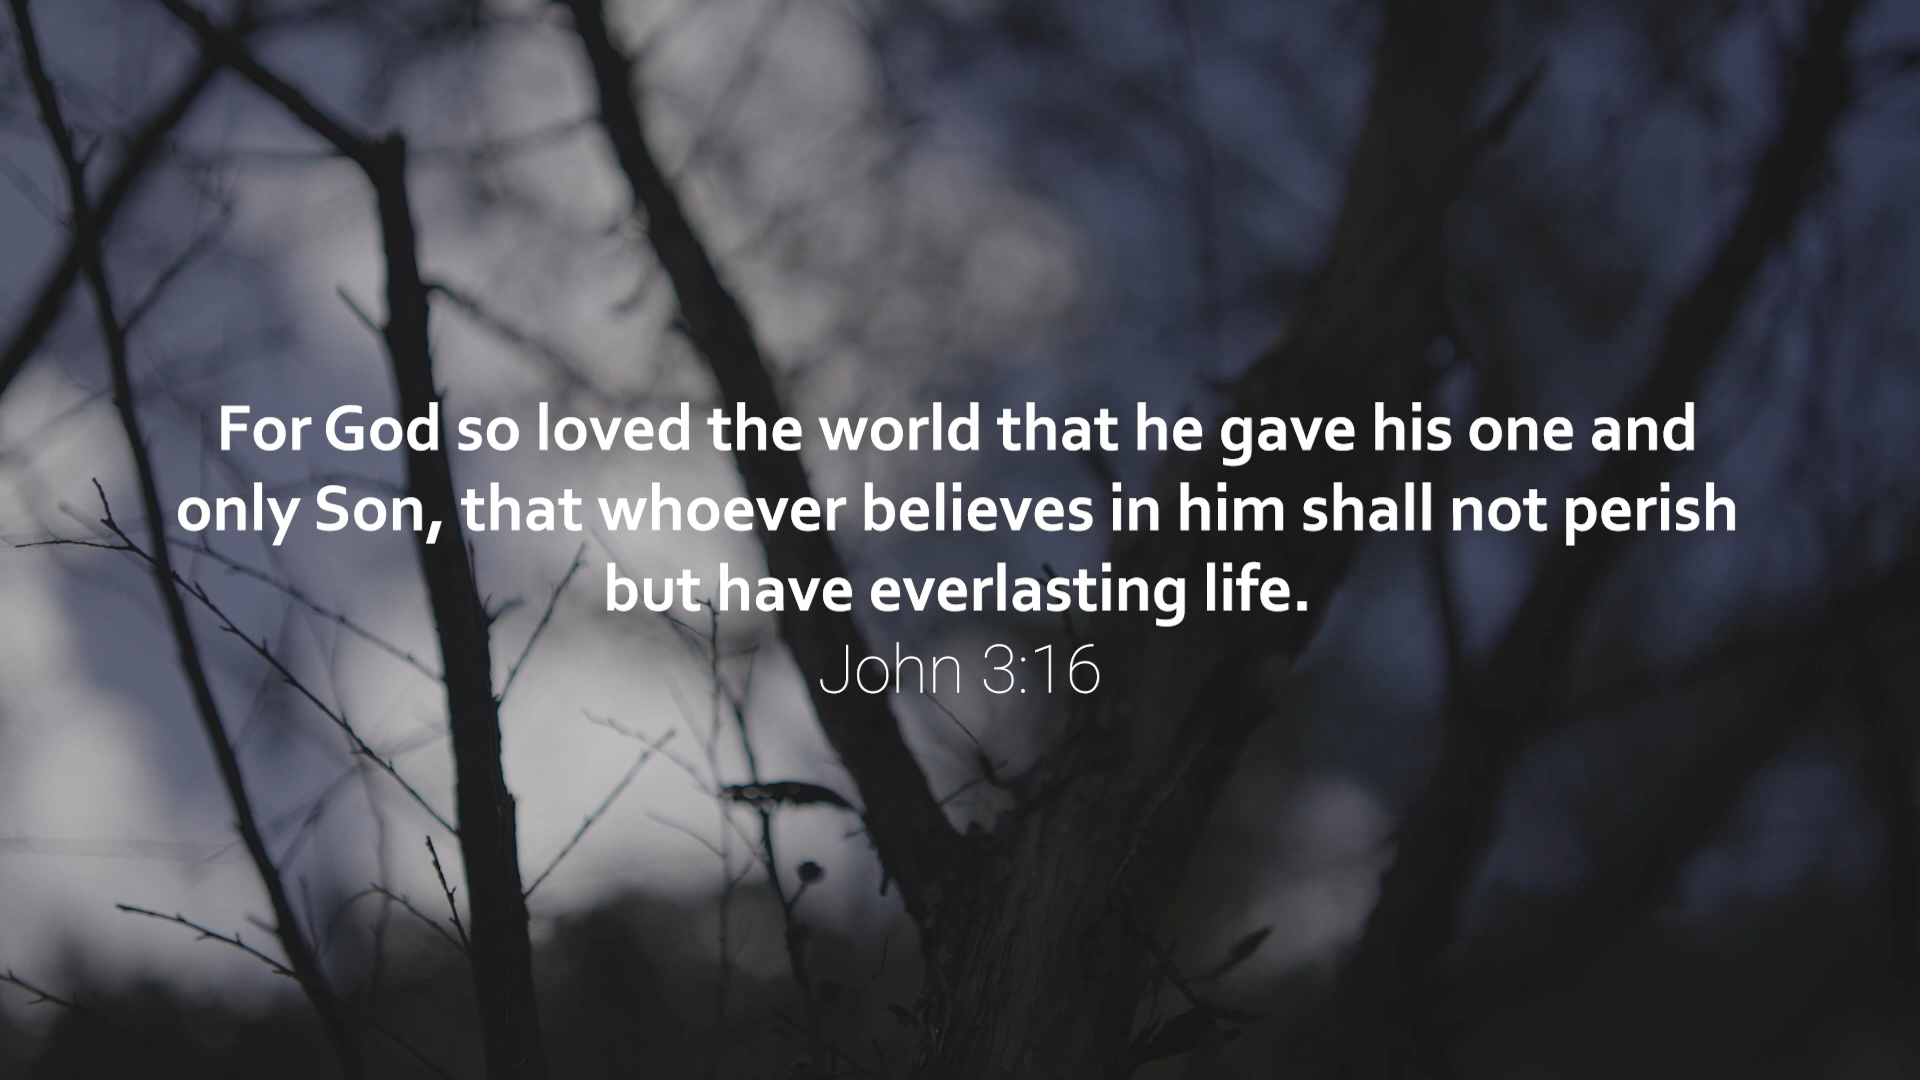 For God so loved the world that he gave his one and
only Son, that whoever believes in him shall not perish
but have everlasting life.
John 3:16